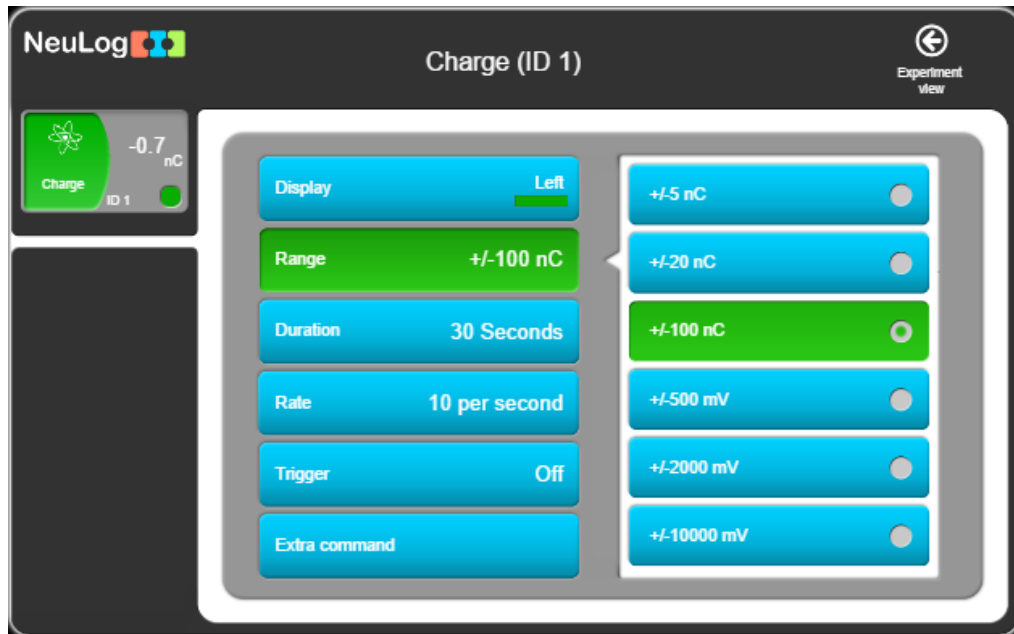 NeuLog
Charge (ID 1)
Experiment
view
-0.7
nC
Charge
ID 1
Display Left
Range +/-100 nC
Duration 30 Seconds
Rate 10 per second
Trigger Off
Extra command
+/-5 nC
+/-20 nC
+/-100 nC
+/-500 mV
+/-2000 mV
+/-10000 mV